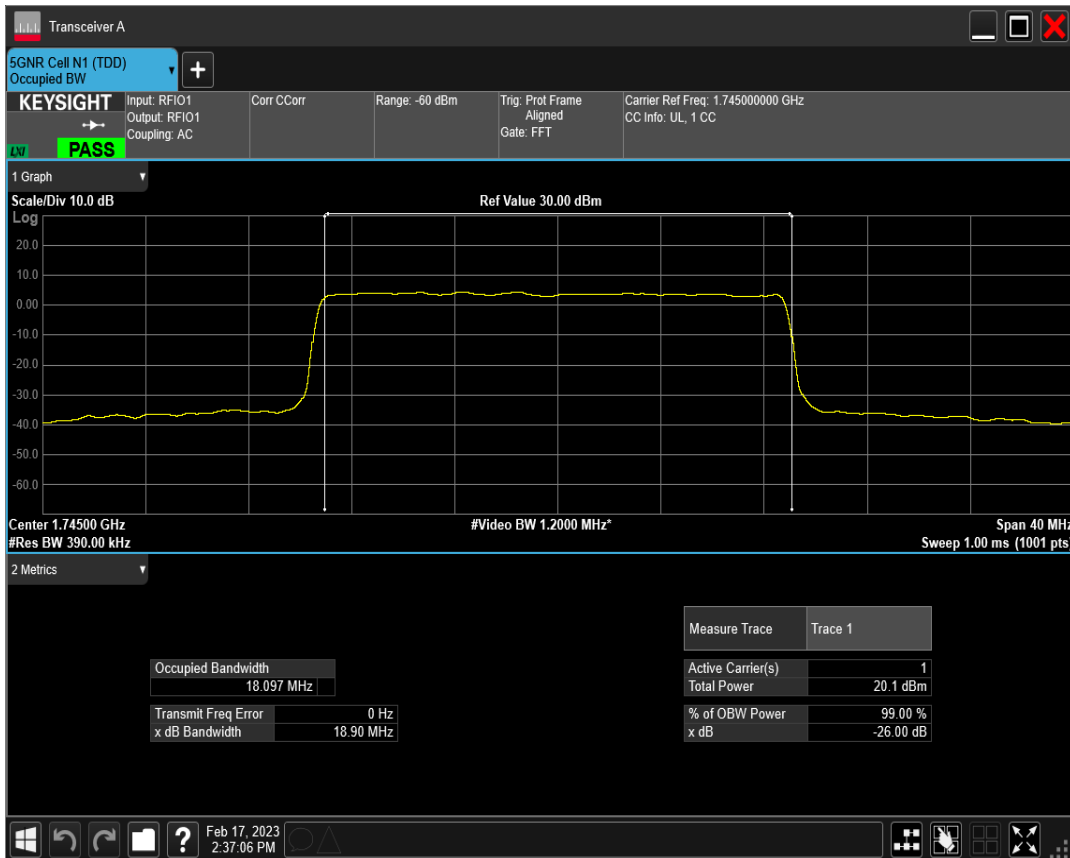 Transceiver A
5GNR Cell N1 (TDD)
Occupied BW
KEYSIGHT
LXI
PASS
Input: RFIO1
Output: RFIO1
Coupling: AC
Corr CCorr
Range: -60 dBm
Trig: Prot Frame
Aligned
Gate: FFT
Carrier Ref Freq: 1.745000000 GHz
CC Info: UL, 1 CC
1 Graph
Scale/Div 10.0 dB
Ref Value 30.00 dBm
Log
20.0
10.0
0.00
-10.0
-20.0
-30.0
-40.0
-50.0
-60.0
Center 1.74500 GHz
#Video BW 1.2000 MHz*
Span 40 MHz
#Res BW 390.00 kHz
Sweep 1.00 ms (1001 pts)
2 Metrics
Measure Trace Trace 1
Occupied Bandwidth
18.097 MHz
Active Carrier(s) 1
Total Power 20.1 dBm
Transmit Freq Error 0 Hz
x dB Bandwidth 18.90 MHz
% of OBW Power 99.00 %
x dB -26.00 dB
?
Feb 17, 2023
2:37:06 PM